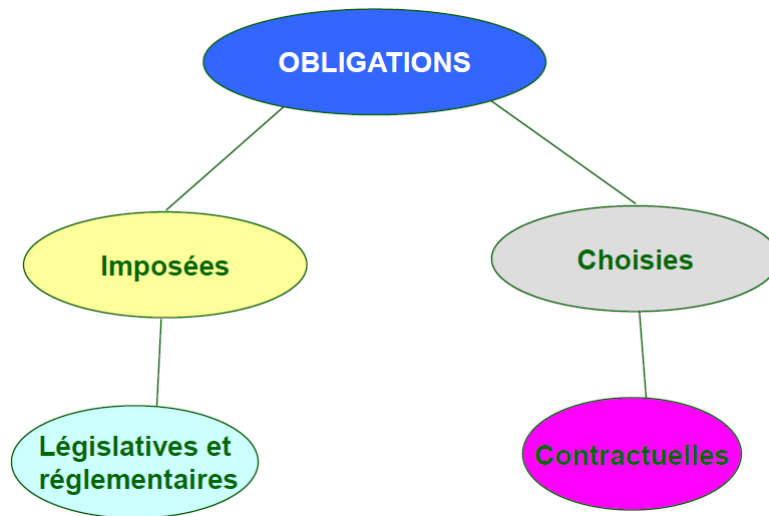 OBLIGATIONS
Imposées
Choisies
Législatives et
réglementaires
Contractuelles